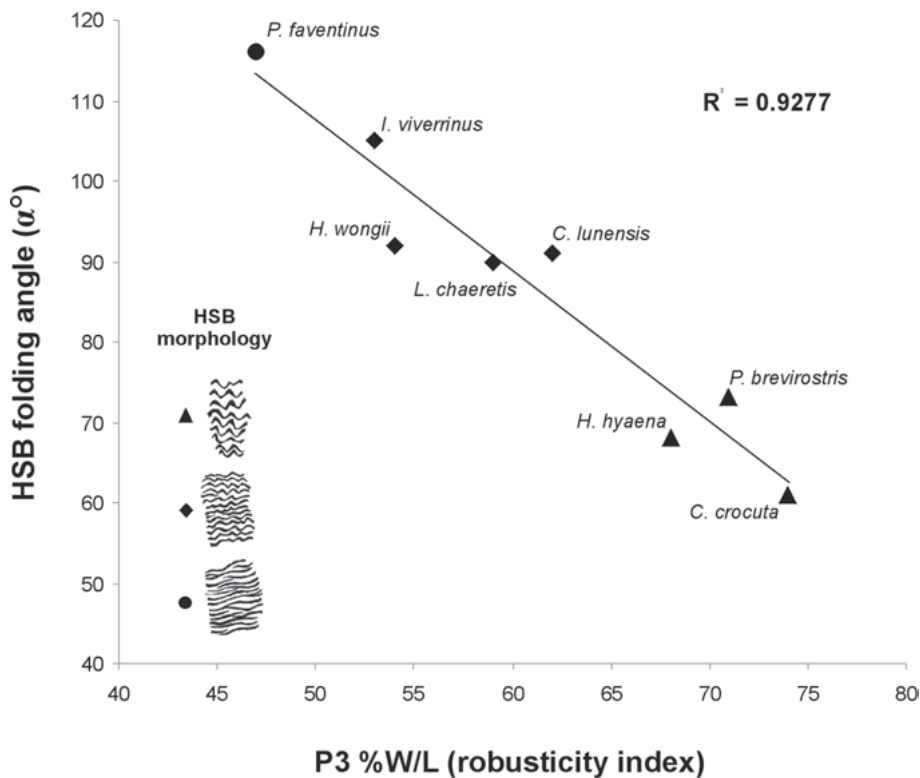 120
P. faventinus
110
R² = 0.9277
I. viverrinus
100
H. wongii
C. lunensis
90
L. chaeretis
HSB folding angle (α°)
HSB
morphology
80
P. brevirostris
70
H. hyaena
60
C. crocuta
50
40
40 45 50 55 60 65 70 75 80
P3 %W/L (robusticity index)